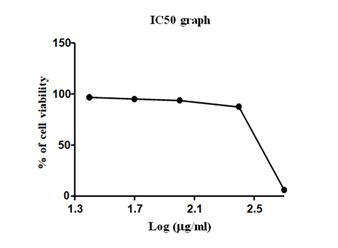 IC50 graph
150
100
50
0
1.3 1.7 2.1 2.5
% of cell viability
Log (µg/ml)